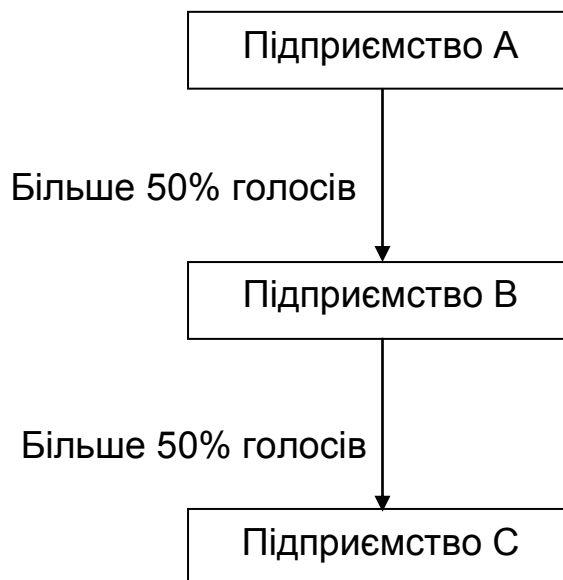 Підприємство А
Більше 50% голосів
Підприємство В
Більше 50% голосів
Підприємство С